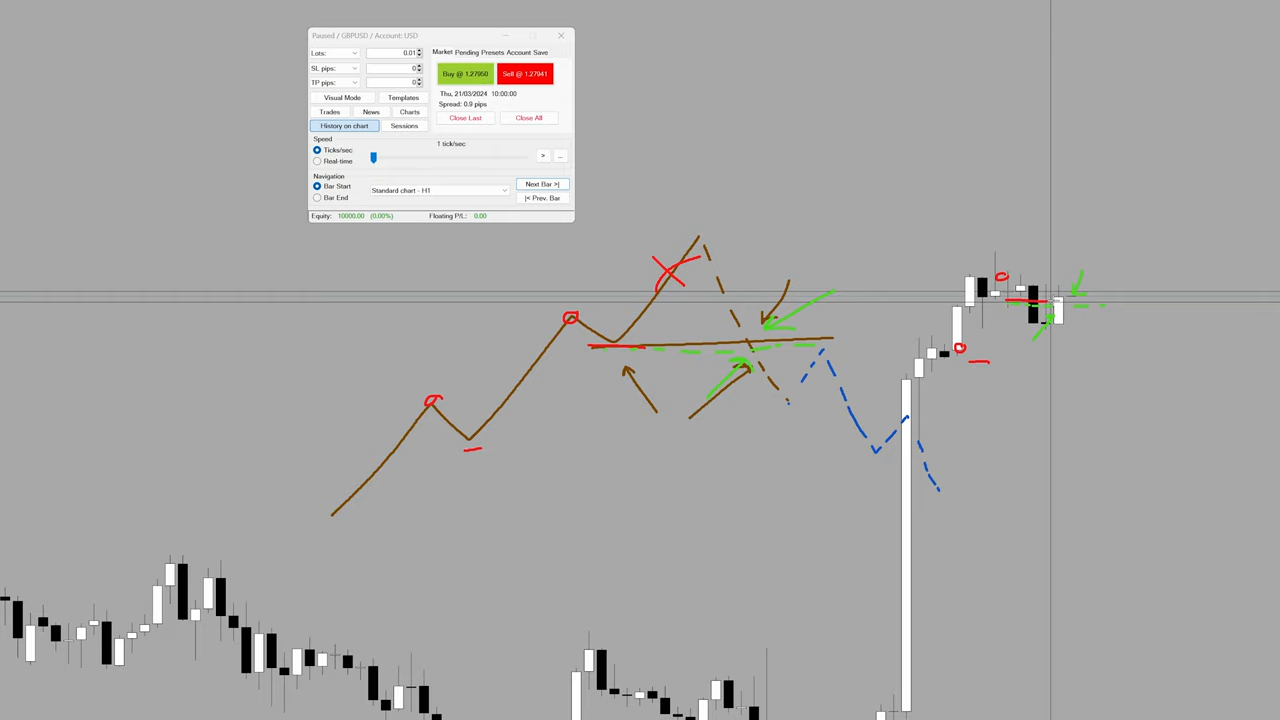 Paused / GBPUSD / Account: USD
Lots: 0.01
SL pips: 0
TP pips: 0
Visual Mode Templates
Trades News Charts
History on chart Sessions
Market Pending Presets Account Save
Buy @ 1.27950 Sell @ 1.27941
Thu, 21/03/2024 10:00:00
Spread: 0.9 pips
Close Last Close All
Speed
Ticks/sec
Real-time
1 tick/sec
> ...
Navigation
Bar Start
Bar End
Standard chart - H1
Next Bar >|
|< Prev. Bar
Equity: 10000.00 (0.00%) Floating P/L: 0.00